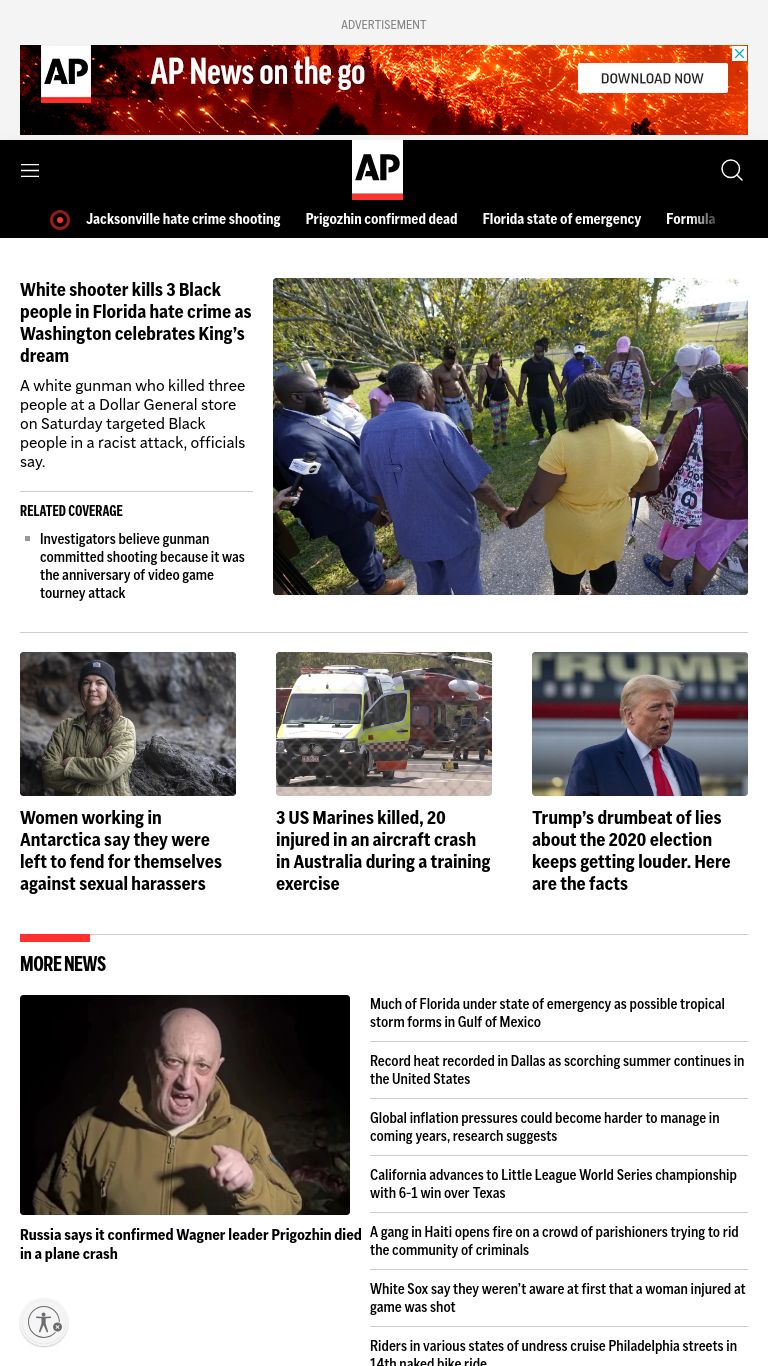 ADVERTISEMENT
AP
AP News on the go
DOWNLOAD NOW
AP
Jacksonville hate crime shooting
Prigozhin confirmed dead
Florida state of emergency
Formula
White shooter kills 3 Black
people in Florida hate crime as
Washington celebrates King’s
dream
A white gunman who killed three
people at a Dollar General store
on Saturday targeted Black
people in a racist attack, officials
say.
RELATED COVERAGE
Investigators believe gunman
committed shooting because it was
the anniversary of video game
tourney attack
TRUMP
Women working in
Antarctica say they were
left to fend for themselves
against sexual harassers
3 US Marines killed, 20
injured in an aircraft crash
in Australia during a training
exercise
Trump’s drumbeat of lies
about the 2020 election
keeps getting louder. Here
are the facts
MORE NEWS
Russia says it confirmed Wagner leader Prigozhin died
in a plane crash
Much of Florida under state of emergency as possible tropical
storm forms in Gulf of Mexico
Record heat recorded in Dallas as scorching summer continues in
the United States
Global inflation pressures could become harder to manage in
coming years, research suggests
California advances to Little League World Series championship
with 6-1 win over Texas
A gang in Haiti opens fire on a crowd of parishioners trying to rid
the community of criminals
White Sox say they weren’t aware at first that a woman injured at
game was shot
Riders in various states of undress cruise Philadelphia streets in
14th naked bike ride